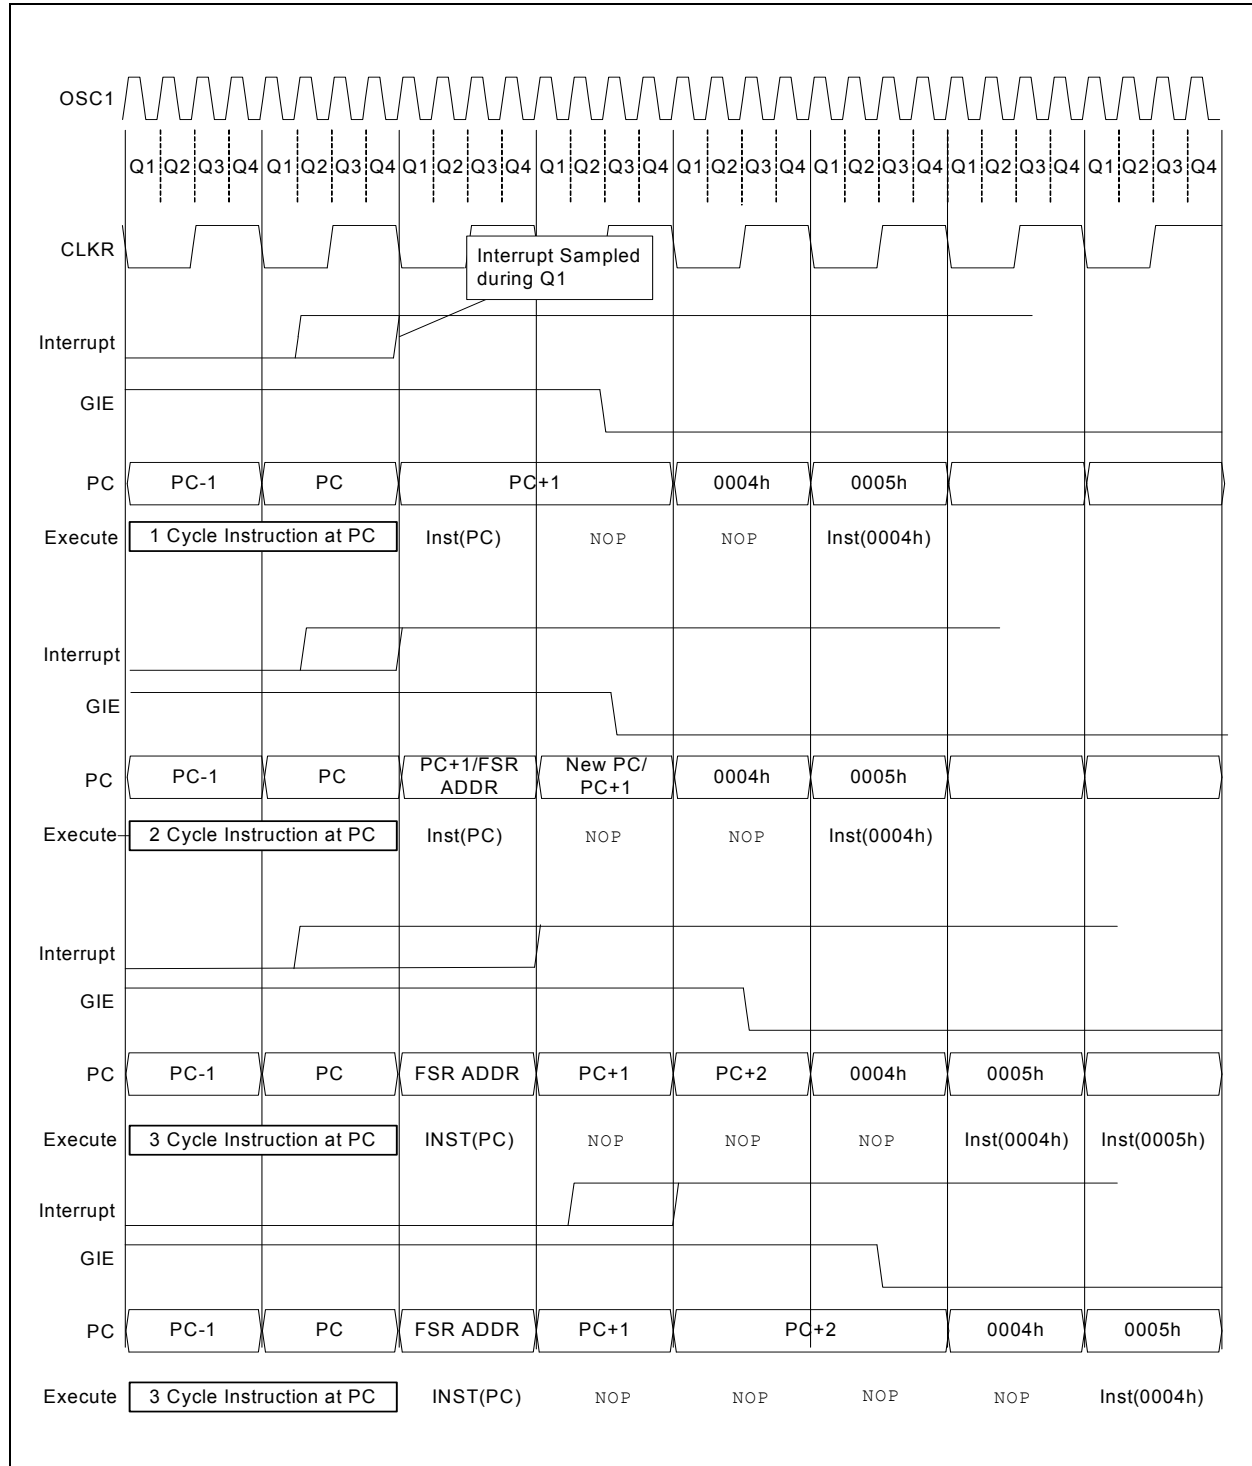 OSC1
Q1 Q2 Q3 Q4 Q1 Q2 Q3 Q4 Q1 Q2 Q3 Q4 Q1 Q2 Q3 Q4 Q1 Q2 Q3 Q4 Q1 Q2 Q3 Q4 Q1 Q2 Q3 Q4 Q1 Q2 Q3 Q4
CLKR
Interrupt Sampled
during Q1
Interrupt
GIE
PC PC-1 PC PC+1 0004h 0005h
Execute 1 Cycle Instruction at PC Inst(PC) NOP NOP Inst(0004h)
Interrupt
GIE
PC PC-1 PC PC+1/FSR ADDR New PC/ PC+1 0004h 0005h
Execute 2 Cycle Instruction at PC Inst(PC) NOP NOP Inst(0004h)
Interrupt
GIE
PC PC-1 PC FSR ADDR PC+1 PC+2 0004h 0005h
Execute 3 Cycle Instruction at PC INST(PC) NOP NOP NOP Inst(0004h) Inst(0005h)
Interrupt
GIE
PC PC-1 PC FSR ADDR PC+1 PC+2 0004h 0005h
Execute 3 Cycle Instruction at PC INST(PC) NOP NOP NOP NOP Inst(0004h)